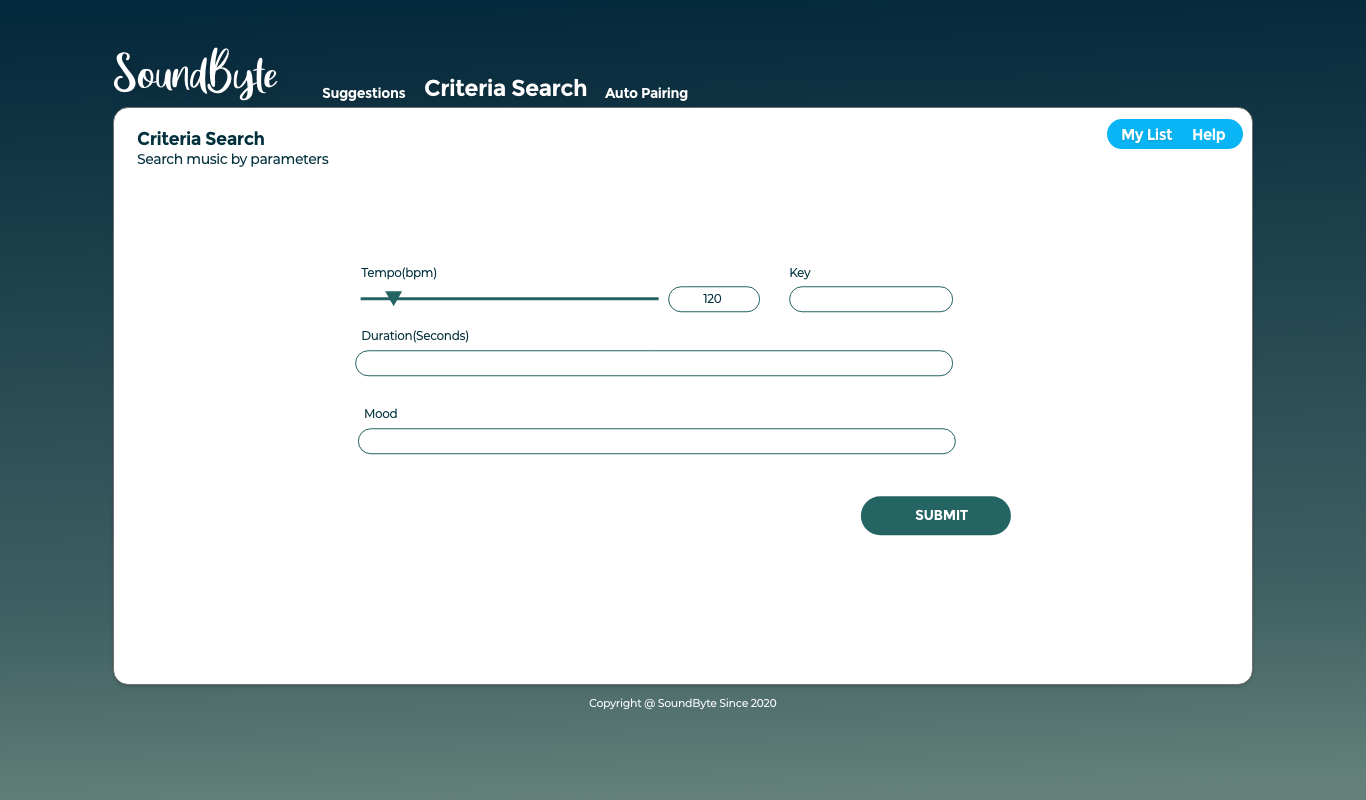 SoundByte
Suggestions Criteria Search Auto Pairing
Criteria Search
Search music by parameters
My List Help
Tempo(bpm)
120
Key
Duration(Seconds)
Mood
SUBMIT
Copyright @ SoundByte Since 2020